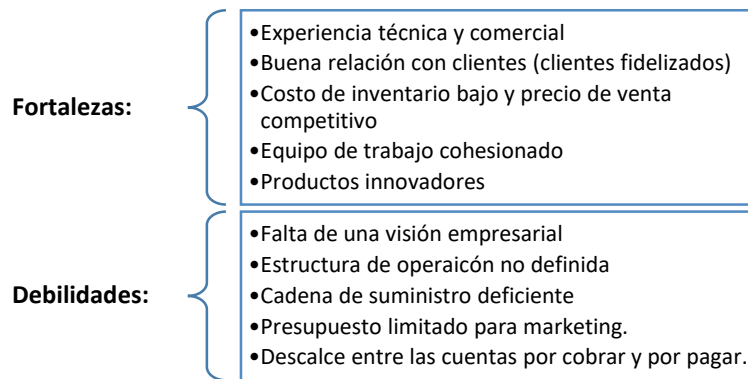 Fortalezas:
•Experiencia técnica y comercial
•Buena relación con clientes (clientes fidelizados)
•Costo de inventario bajo y precio de venta
competitivo
•Equipo de trabajo cohesionado
•Productos innovadores
Debilidades:
•Falta de una visión empresarial
•Estructura de operaicón no definida
•Cadena de suministro deficiente
•Presupuesto limitado para marketing.
•Descalce entre las cuentas por cobrar y por pagar.